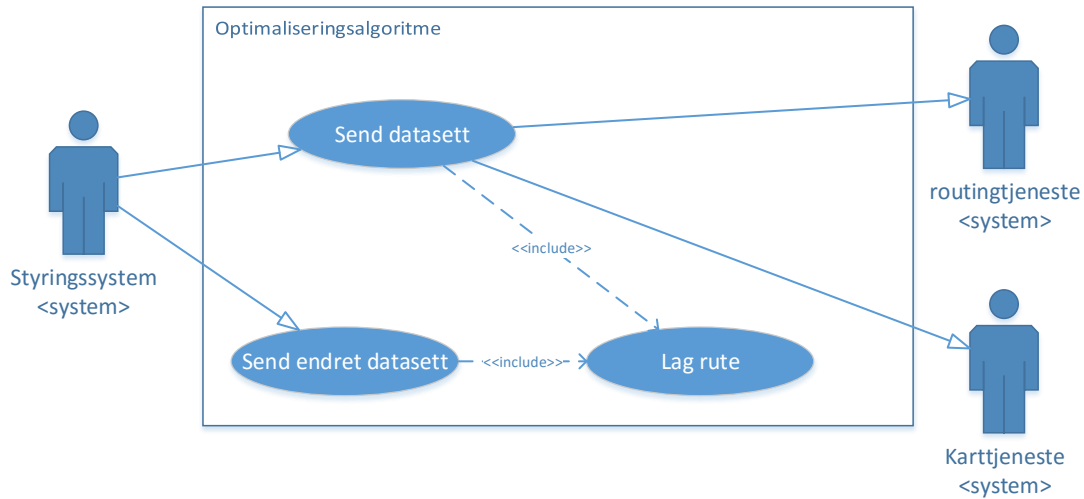 Optimaliseringsalgoritme
Send datasett
routingtjeneste
<system>
<<include>>
Styringssystem
<system>
Send endret datasett
<<include>>
Lag rute
Karttjeneste
<system>